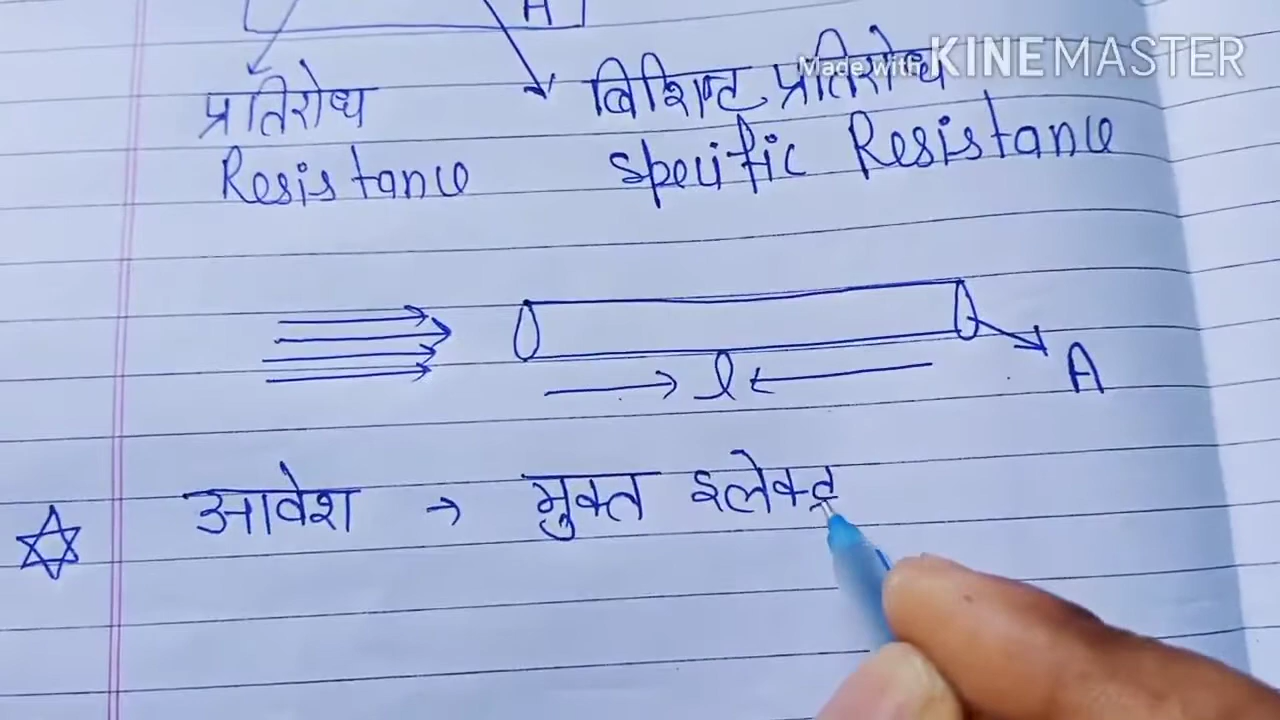 A
Made with KINEMASTER
प्रतिरोध विशिष्ट प्रतिरोध
Resistance Specific Resistance
l
A
आवेश → मुक्त इलेक्ट्र